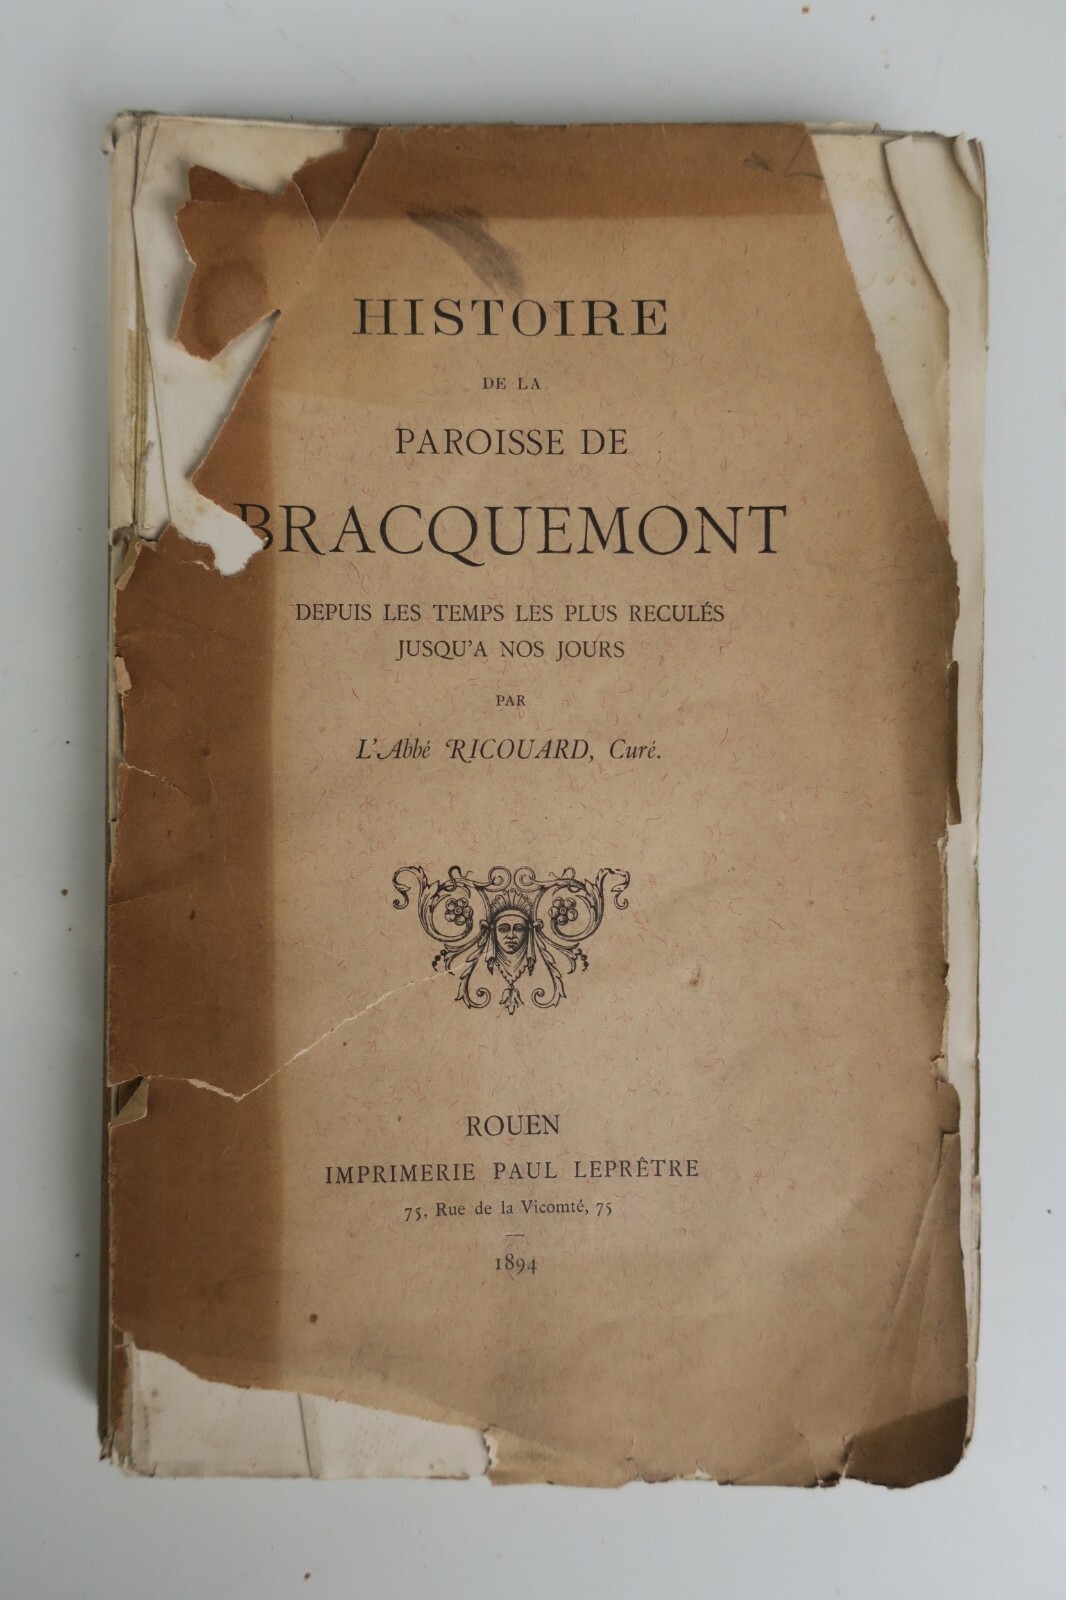 HISTOIRE
DE LA
PAROISSE DE
BRACQUEMONT
DEPUIS LES TEMPS LES PLUS RECULÉS
JUSQU'A NOS JOURS
PAR
L'Abbé RICOUARD, Curé.
ROUEN
IMPRIMERIE PAUL LEPRÊTRE
75, Rue de la Vicomté, 75
1894